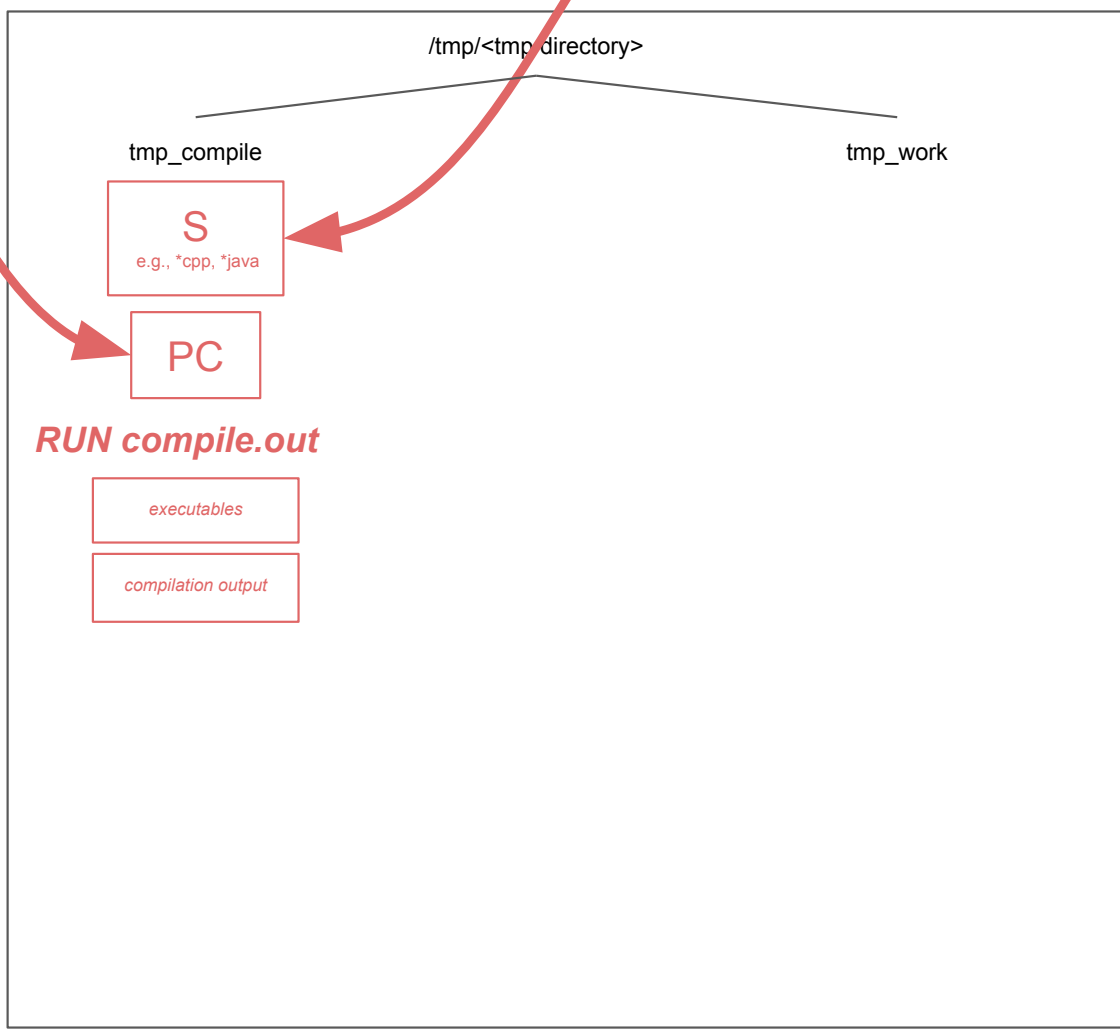 /tmp/<tmp directory>
tmp_compile
tmp_work
S
e.g., *cpp, *java
PC
RUN compile.out
executables
compilation output